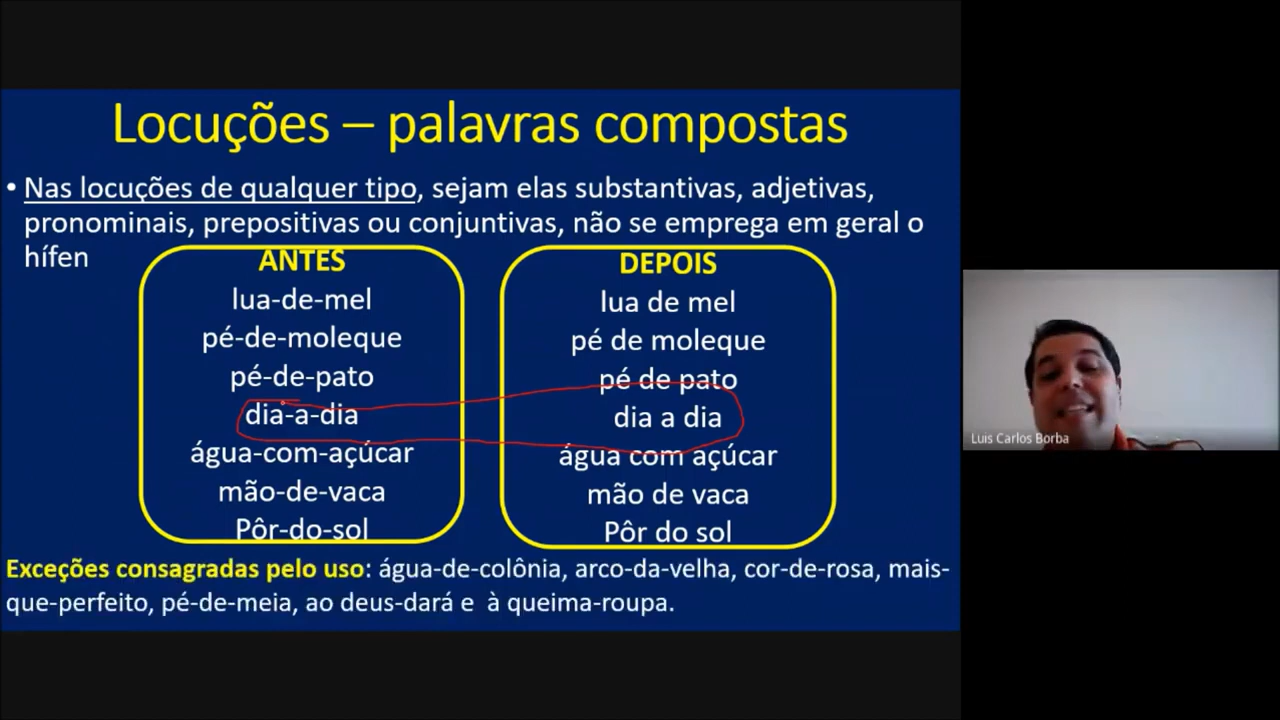 Locuções – palavras compostas
• Nas locuções de qualquer tipo, sejam elas substantivas, adjetivas,
pronominais, prepositivas ou conjuntivas, não se emprega em geral o
hífen
ANTES
lua-de-mel
pé-de-moleque
pé-de-pato
dia-a-dia
água-com-açúcar
mão-de-vaca
Pôr-do-sol
DEPOIS
lua de mel
pé de moleque
pé de pato
dia a dia
água com açúcar
mão de vaca
Pôr do sol
Exceções consagradas pelo uso: água-de-colônia, arco-da-velha, cor-de-rosa, mais-
que-perfeito, pé-de-meia, ao deus-dará e à queima-roupa.
Luis Carlos Borba